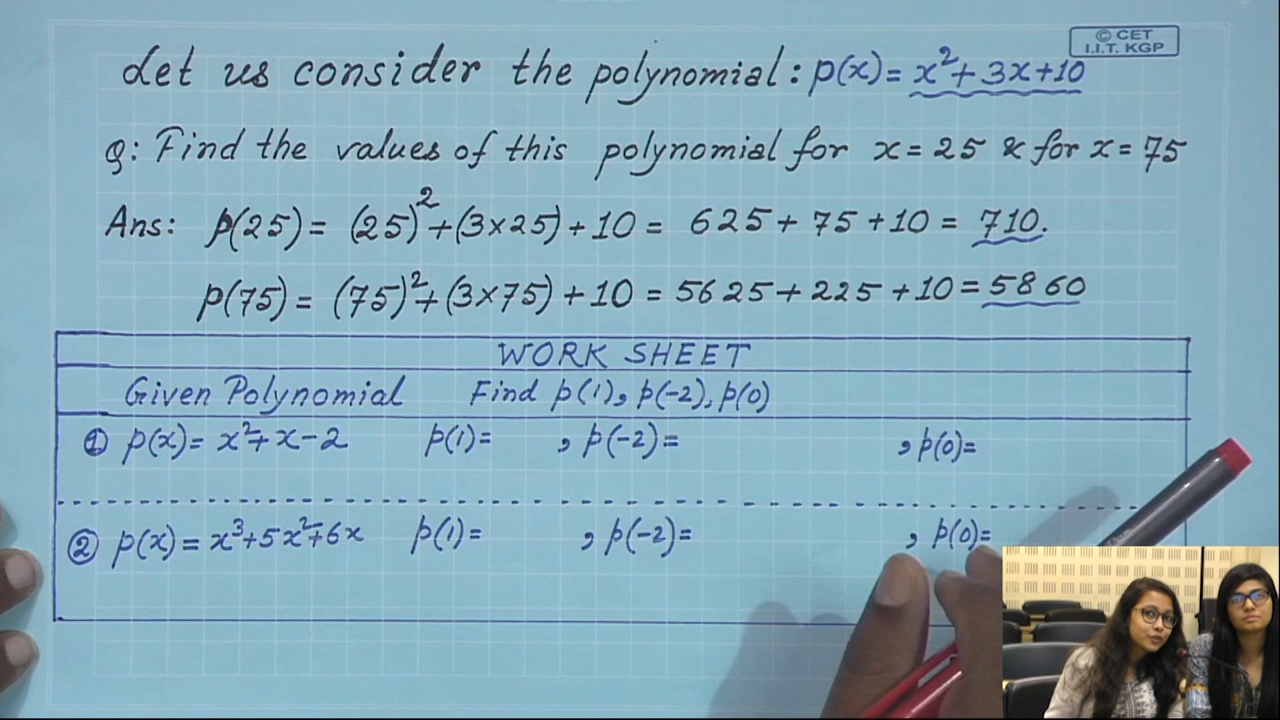 © CET
I.I.T. KGP
Let us consider the polynomial: p(x)= x²+3x+10
Q: Find the values of this polynomial for x=25 & for x=75
Ans: p(25)= (25)²+(3×25)+10= 625+75+10= 710.
p(75)= (75)²+(3×75)+10=5625+225+10=5860
WORK SHEET
Given Polynomial Find p(1), p(-2), p(0)
① p(x)= x²+x-2 p(1)= , p(-2)= , p(0)=
② p(x)=x³+5x²+6x p(1)= , p(-2)= , p(0)=